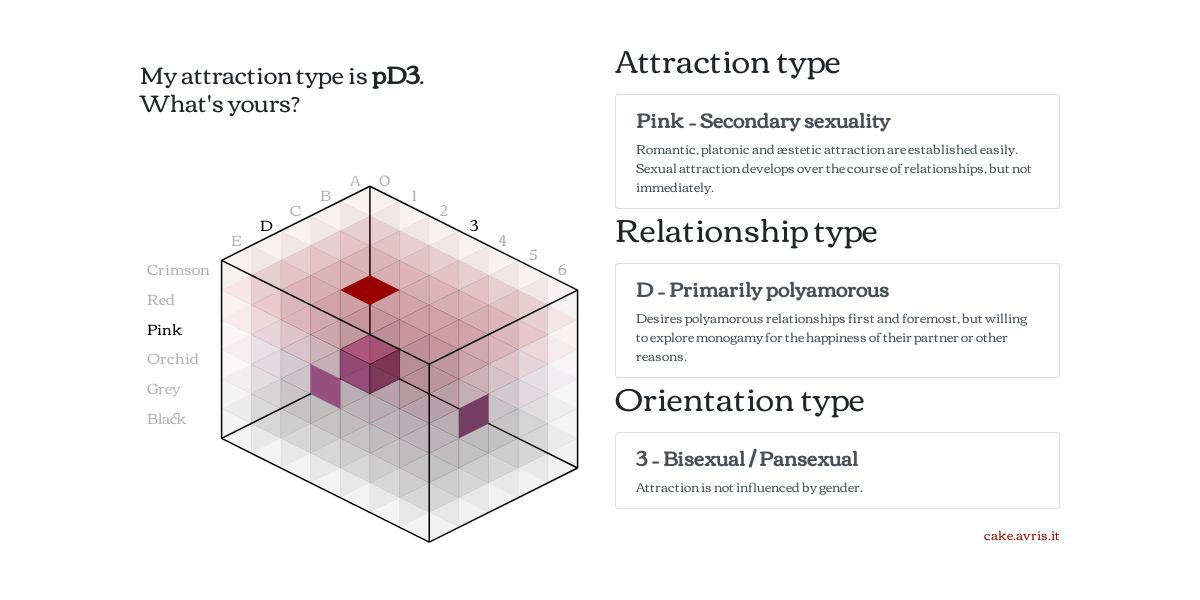 My attraction type is pD3.
What's yours?
A O
B 1
C 2
D 3
E 4
5
6
Crimson
Red
Pink
Orchid
Grey
Black
Attraction type
Pink - Secondary sexuality
Romantic, platonic and æstetic attraction are established easily.
Sexual attraction develops over the course of relationships, but not
immediately.
Relationship type
D - Primarily polyamorous
Desires polyamorous relationships first and foremost, but willing
to explore monogamy for the happiness of their partner or other
reasons.
Orientation type
3 - Bisexual / Pansexual
Attraction is not influenced by gender.
cake.avris.it